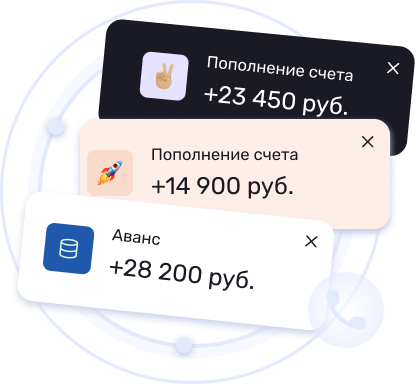 Пополнение счета
+23 450 руб.
Пополнение счета
+14 900 руб.
Аванс
+28 200 руб.